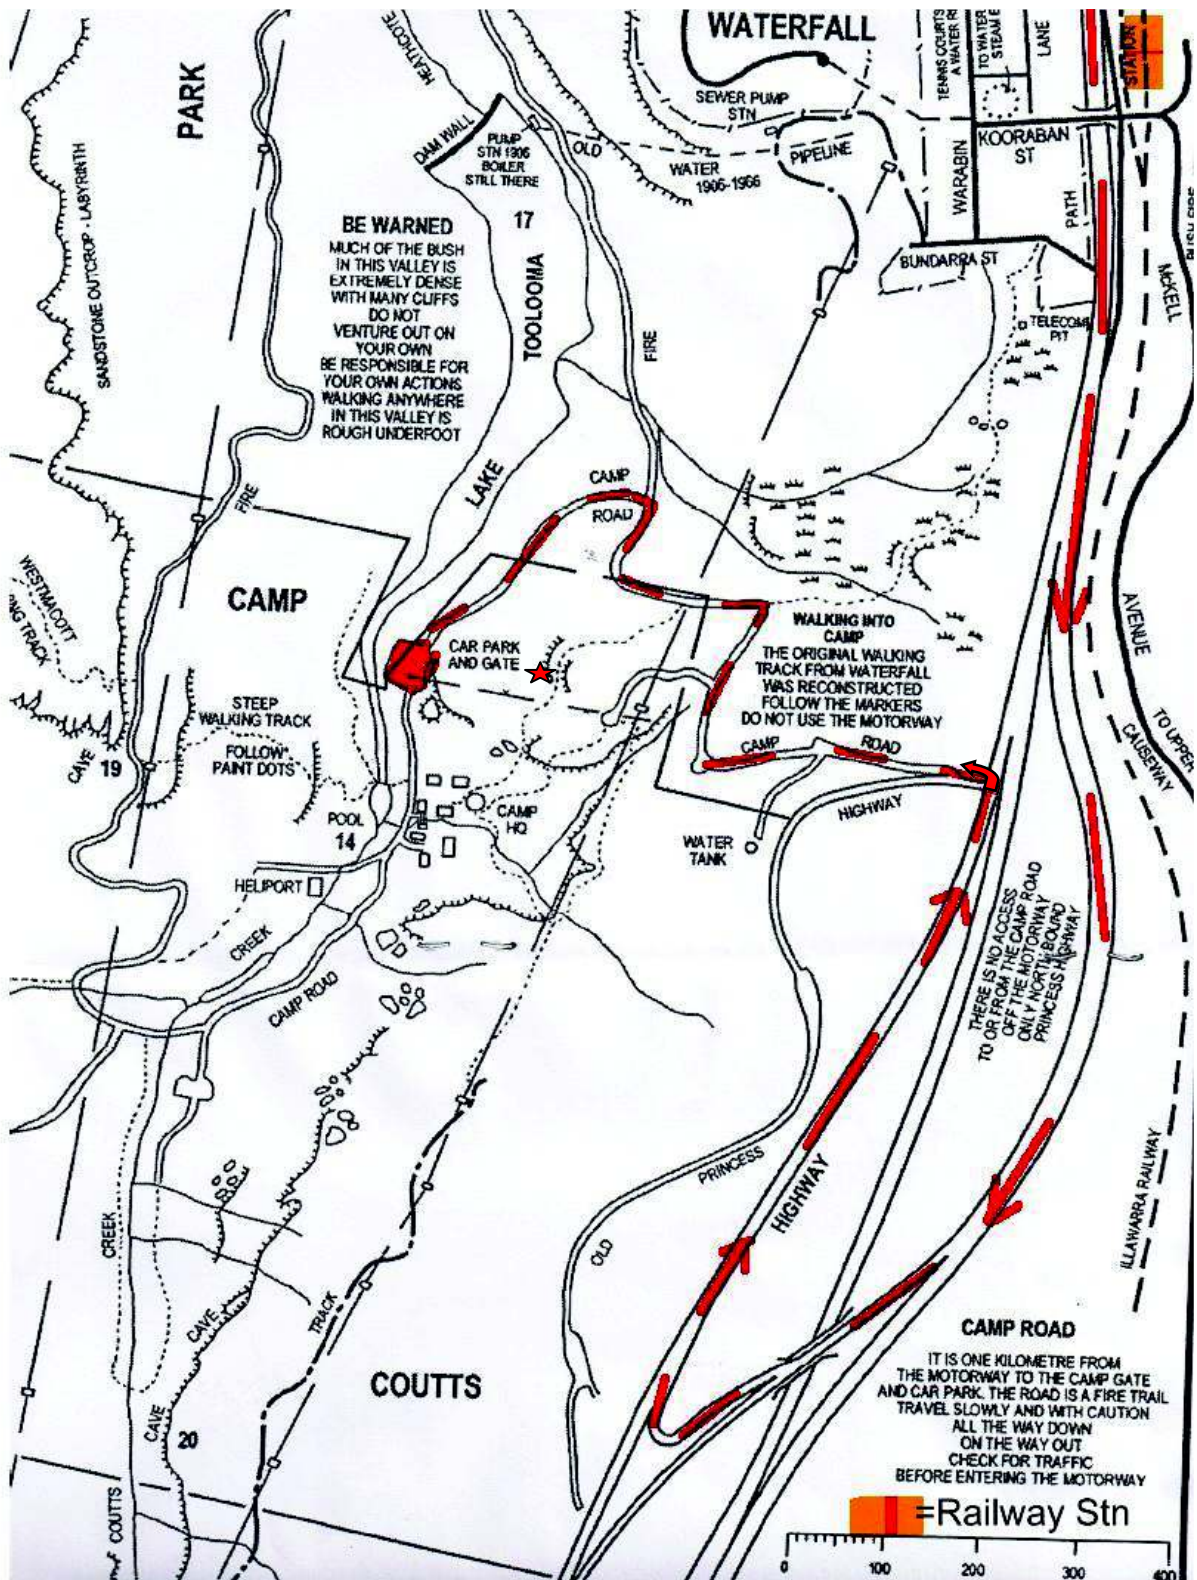 WATERFALL
HEATHCOTE
PARK
SEWER PUMP
STN
TENNIS COURTS
LANE
STATION
DAM WALL
PUMP
STN 1906
BOILER
STILL THERE
OLD
WATER
PIPELINE
1906-1966
WARABIN
KOORABAN
ST
PATH
SANDSTONE OUTCROP - LABYRINTH
BE WARNED
MUCH OF THE BUSH
IN THIS VALLEY IS
EXTREMELY DENSE
WITH MANY CLIFFS
DO NOT
VENTURE OUT ON
YOUR OWN
BE RESPONSIBLE FOR
YOUR OWN ACTIONS
WALKING ANYWHERE
IN THIS VALLEY IS
ROUGH UNDERFOOT
17
TOOLOOMA
LAKE
FIRE
BUNDARRA ST
McKELL
AVENUE
TELECOM
PIT
FIRE
CAMP
ROAD
WESTMACOTT
TRACK
CAMP
CAR PARK
AND GATE
WALKING INTO
CAMP
THE ORIGINAL WALKING
TRACK FROM WATERFALL
WAS RECONSTRUCTED
FOLLOW THE MARKERS
DO NOT USE THE MOTORWAY
STEEP
WALKING TRACK
FOLLOW
PAINT DOTS
CAVE
19
CAMP
ROAD
CAUSEWAY
TO UPPER
POOL
14
CAMP
HQ
HIGHWAY
WATER
TANK
HELIPORT
CREEK
CAMP ROAD
THERE IS NO ACCESS
TO OR FROM THE CAMP ROAD
OFF THE MOTORWAY
ONLY NORTHBOUND
PRINCESS HIGHWAY
PRINCESS
OLD
HIGHWAY
ILLAWARRA RAILWAY
CREEK
CAVE
TRACK
COUTTS
CAVE
20
COUTTS
CAMP ROAD
IT IS ONE KILOMETRE FROM
THE MOTORWAY TO THE CAMP GATE
AND CAR PARK. THE ROAD IS A FIRE TRAIL
TRAVEL SLOWLY AND WITH CAUTION
ALL THE WAY DOWN
ON THE WAY OUT
CHECK FOR TRAFFIC
BEFORE ENTERING THE MOTORWAY
=Railway Stn
0 100 200 300 400